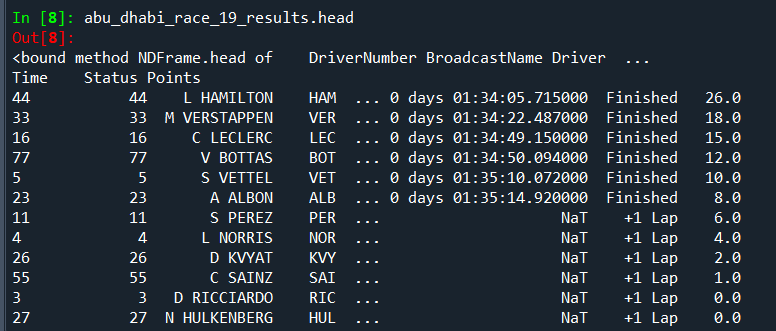 In [8]: abu_dhabi_race_19_results.head
Out[8]:
<bound method NDFrame.head of    DriverNumber BroadcastName Driver  ...
Time    Status Points
44           44    L HAMILTON    HAM  ... 0 days 01:34:05.715000  Finished   26.0
33           33  M VERSTAPPEN    VER  ... 0 days 01:34:22.487000  Finished   18.0
16           16     C LECLERC    LEC  ... 0 days 01:34:49.150000  Finished   15.0
77           77      V BOTTAS    BOT  ... 0 days 01:34:50.094000  Finished   12.0
5             5      S VETTEL    VET  ... 0 days 01:35:10.072000  Finished   10.0
23           23       A ALBON    ALB  ... 0 days 01:35:14.920000  Finished    8.0
11           11       S PEREZ    PER  ...                    NaT    +1 Lap    6.0
4             4      L NORRIS    NOR  ...                    NaT    +1 Lap    4.0
26           26       D KVYAT    KVY  ...                    NaT    +1 Lap    2.0
55           55       C SAINZ    SAI  ...                    NaT    +1 Lap    1.0
3             3   D RICCIARDO    RIC  ...                    NaT    +1 Lap    0.0
27           27  N HULKENBERG    HUL  ...                    NaT    +1 Lap    0.0